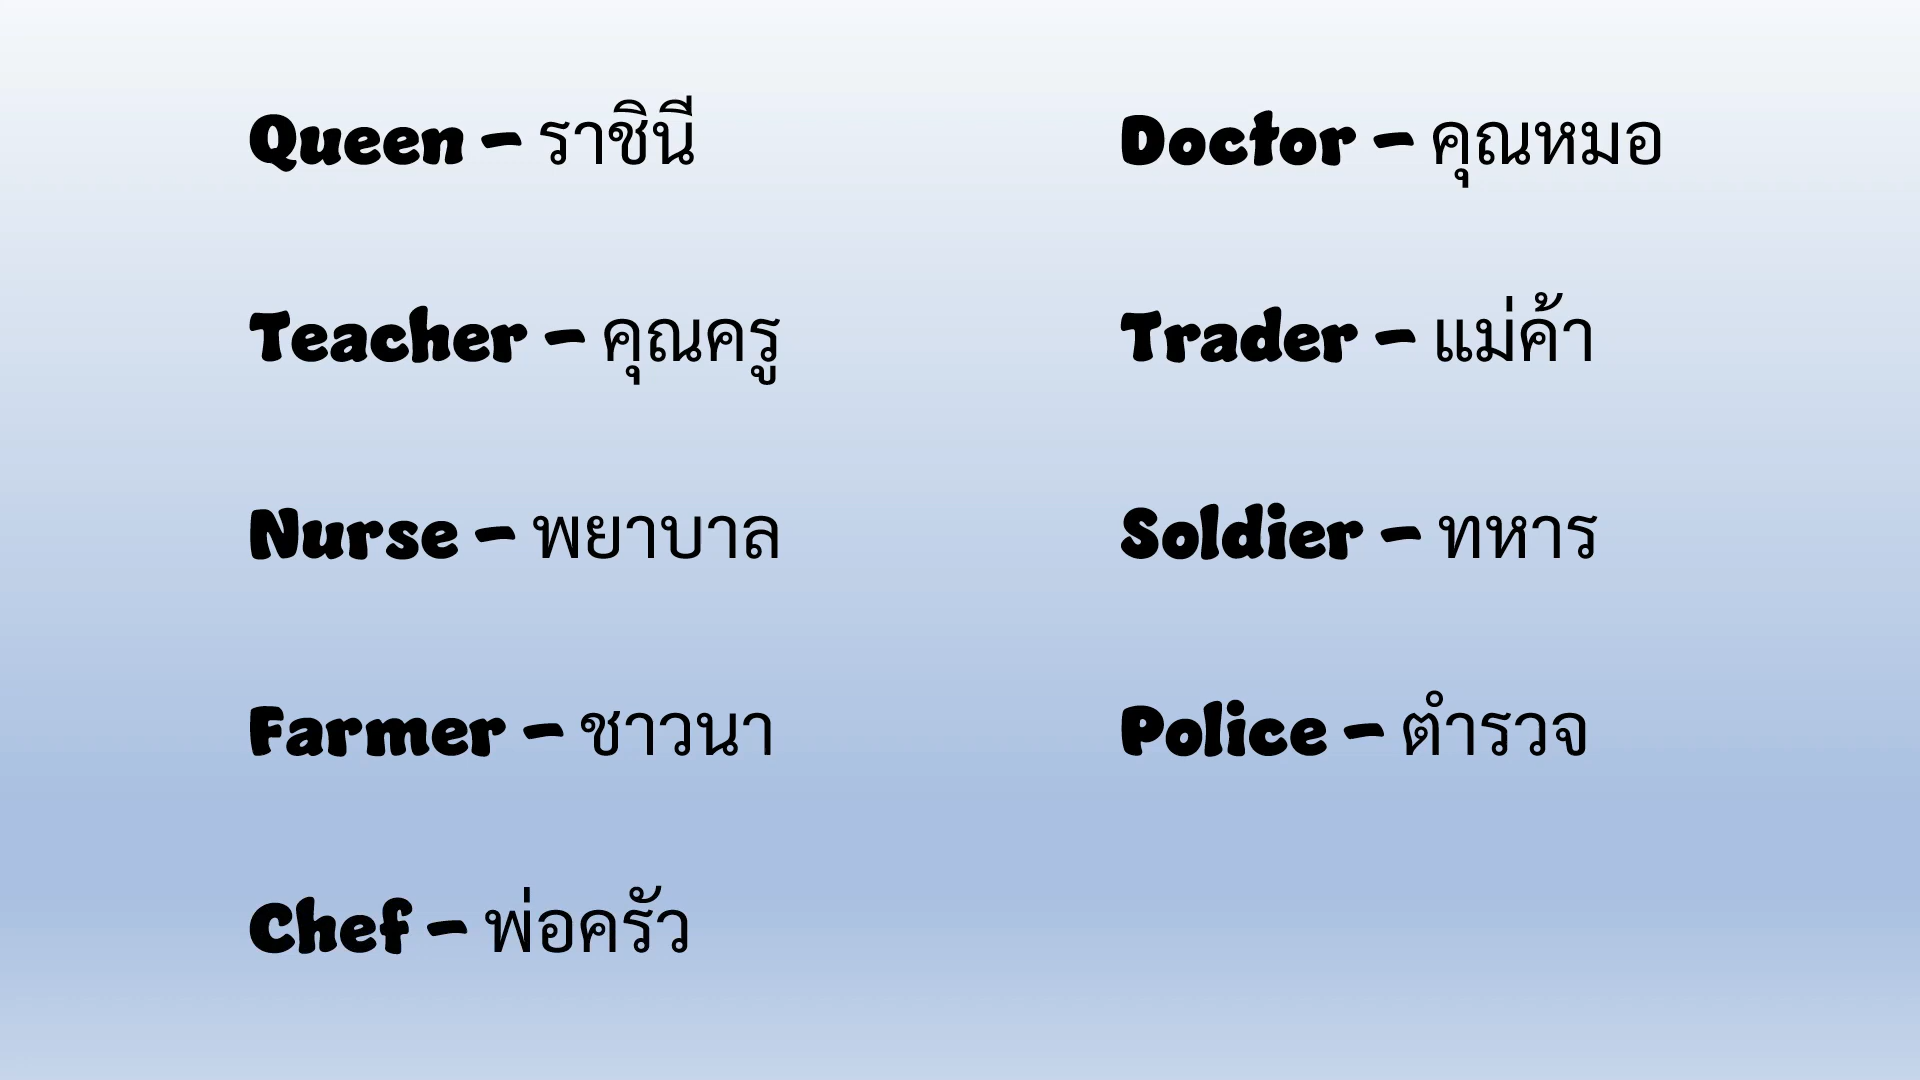 Queen – ราชินี
Teacher – คุณครู
Nurse – พยาบาล
Farmer – ชาวนา
Chef – พ่อครัว
Doctor – คุณหมอ
Trader – แม่ค้า
Soldier – ทหาร
Police – ตำรวจ